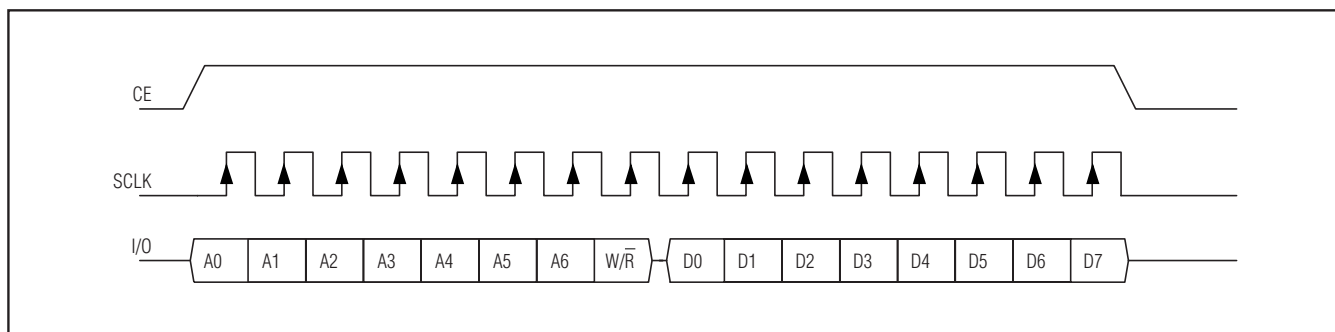 CE
SCLK
I/O A0 A1 A2 A3 A4 A5 A6 W/R̅ D0 D1 D2 D3 D4 D5 D6 D7